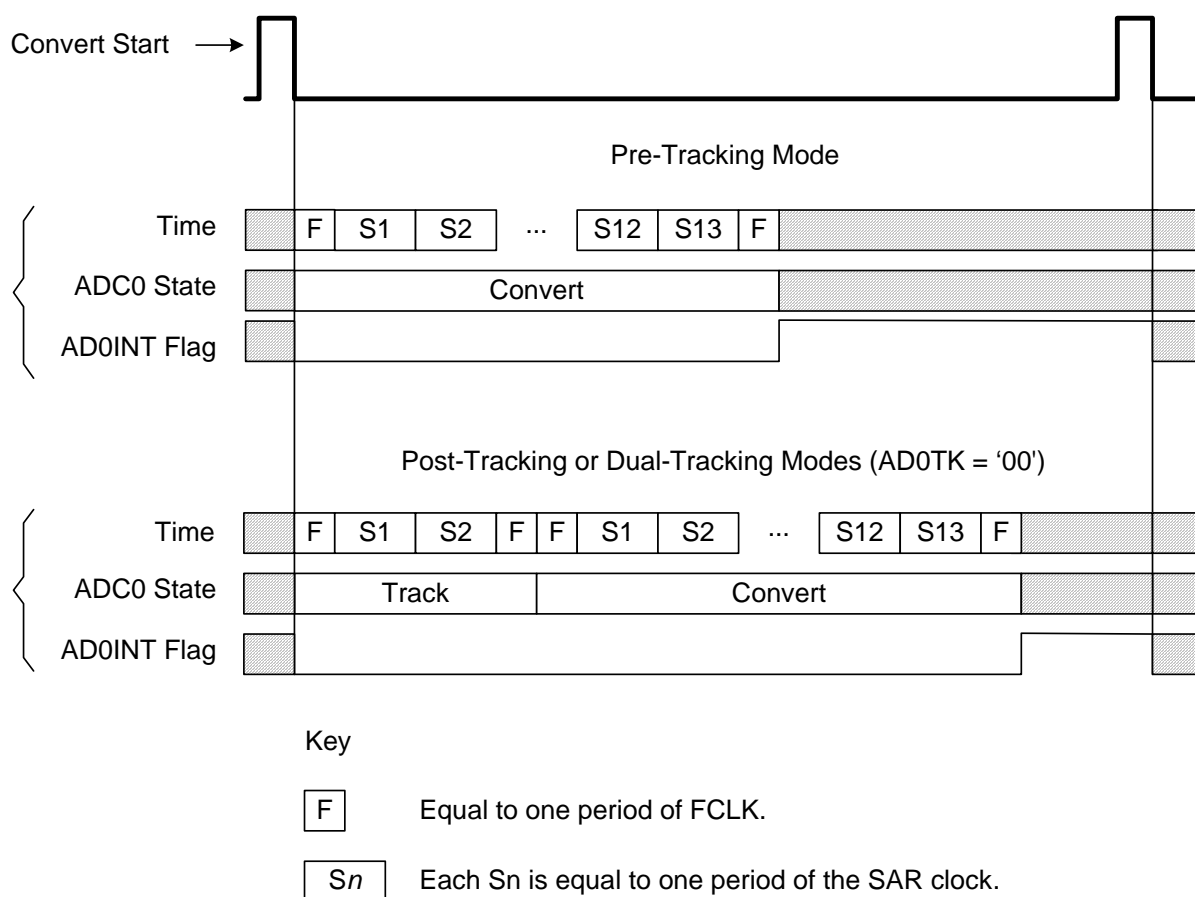 Convert Start
Pre-Tracking Mode
Time F S1 S2 ... S12 S13 F
ADC0 State Convert
AD0INT Flag
Post-Tracking or Dual-Tracking Modes (AD0TK = ‘00')
Time F S1 S2 F F S1 S2 ... S12 S13 F
ADC0 State Track Convert
AD0INT Flag
Key
F Equal to one period of FCLK.
Sn Each Sn is equal to one period of the SAR clock.